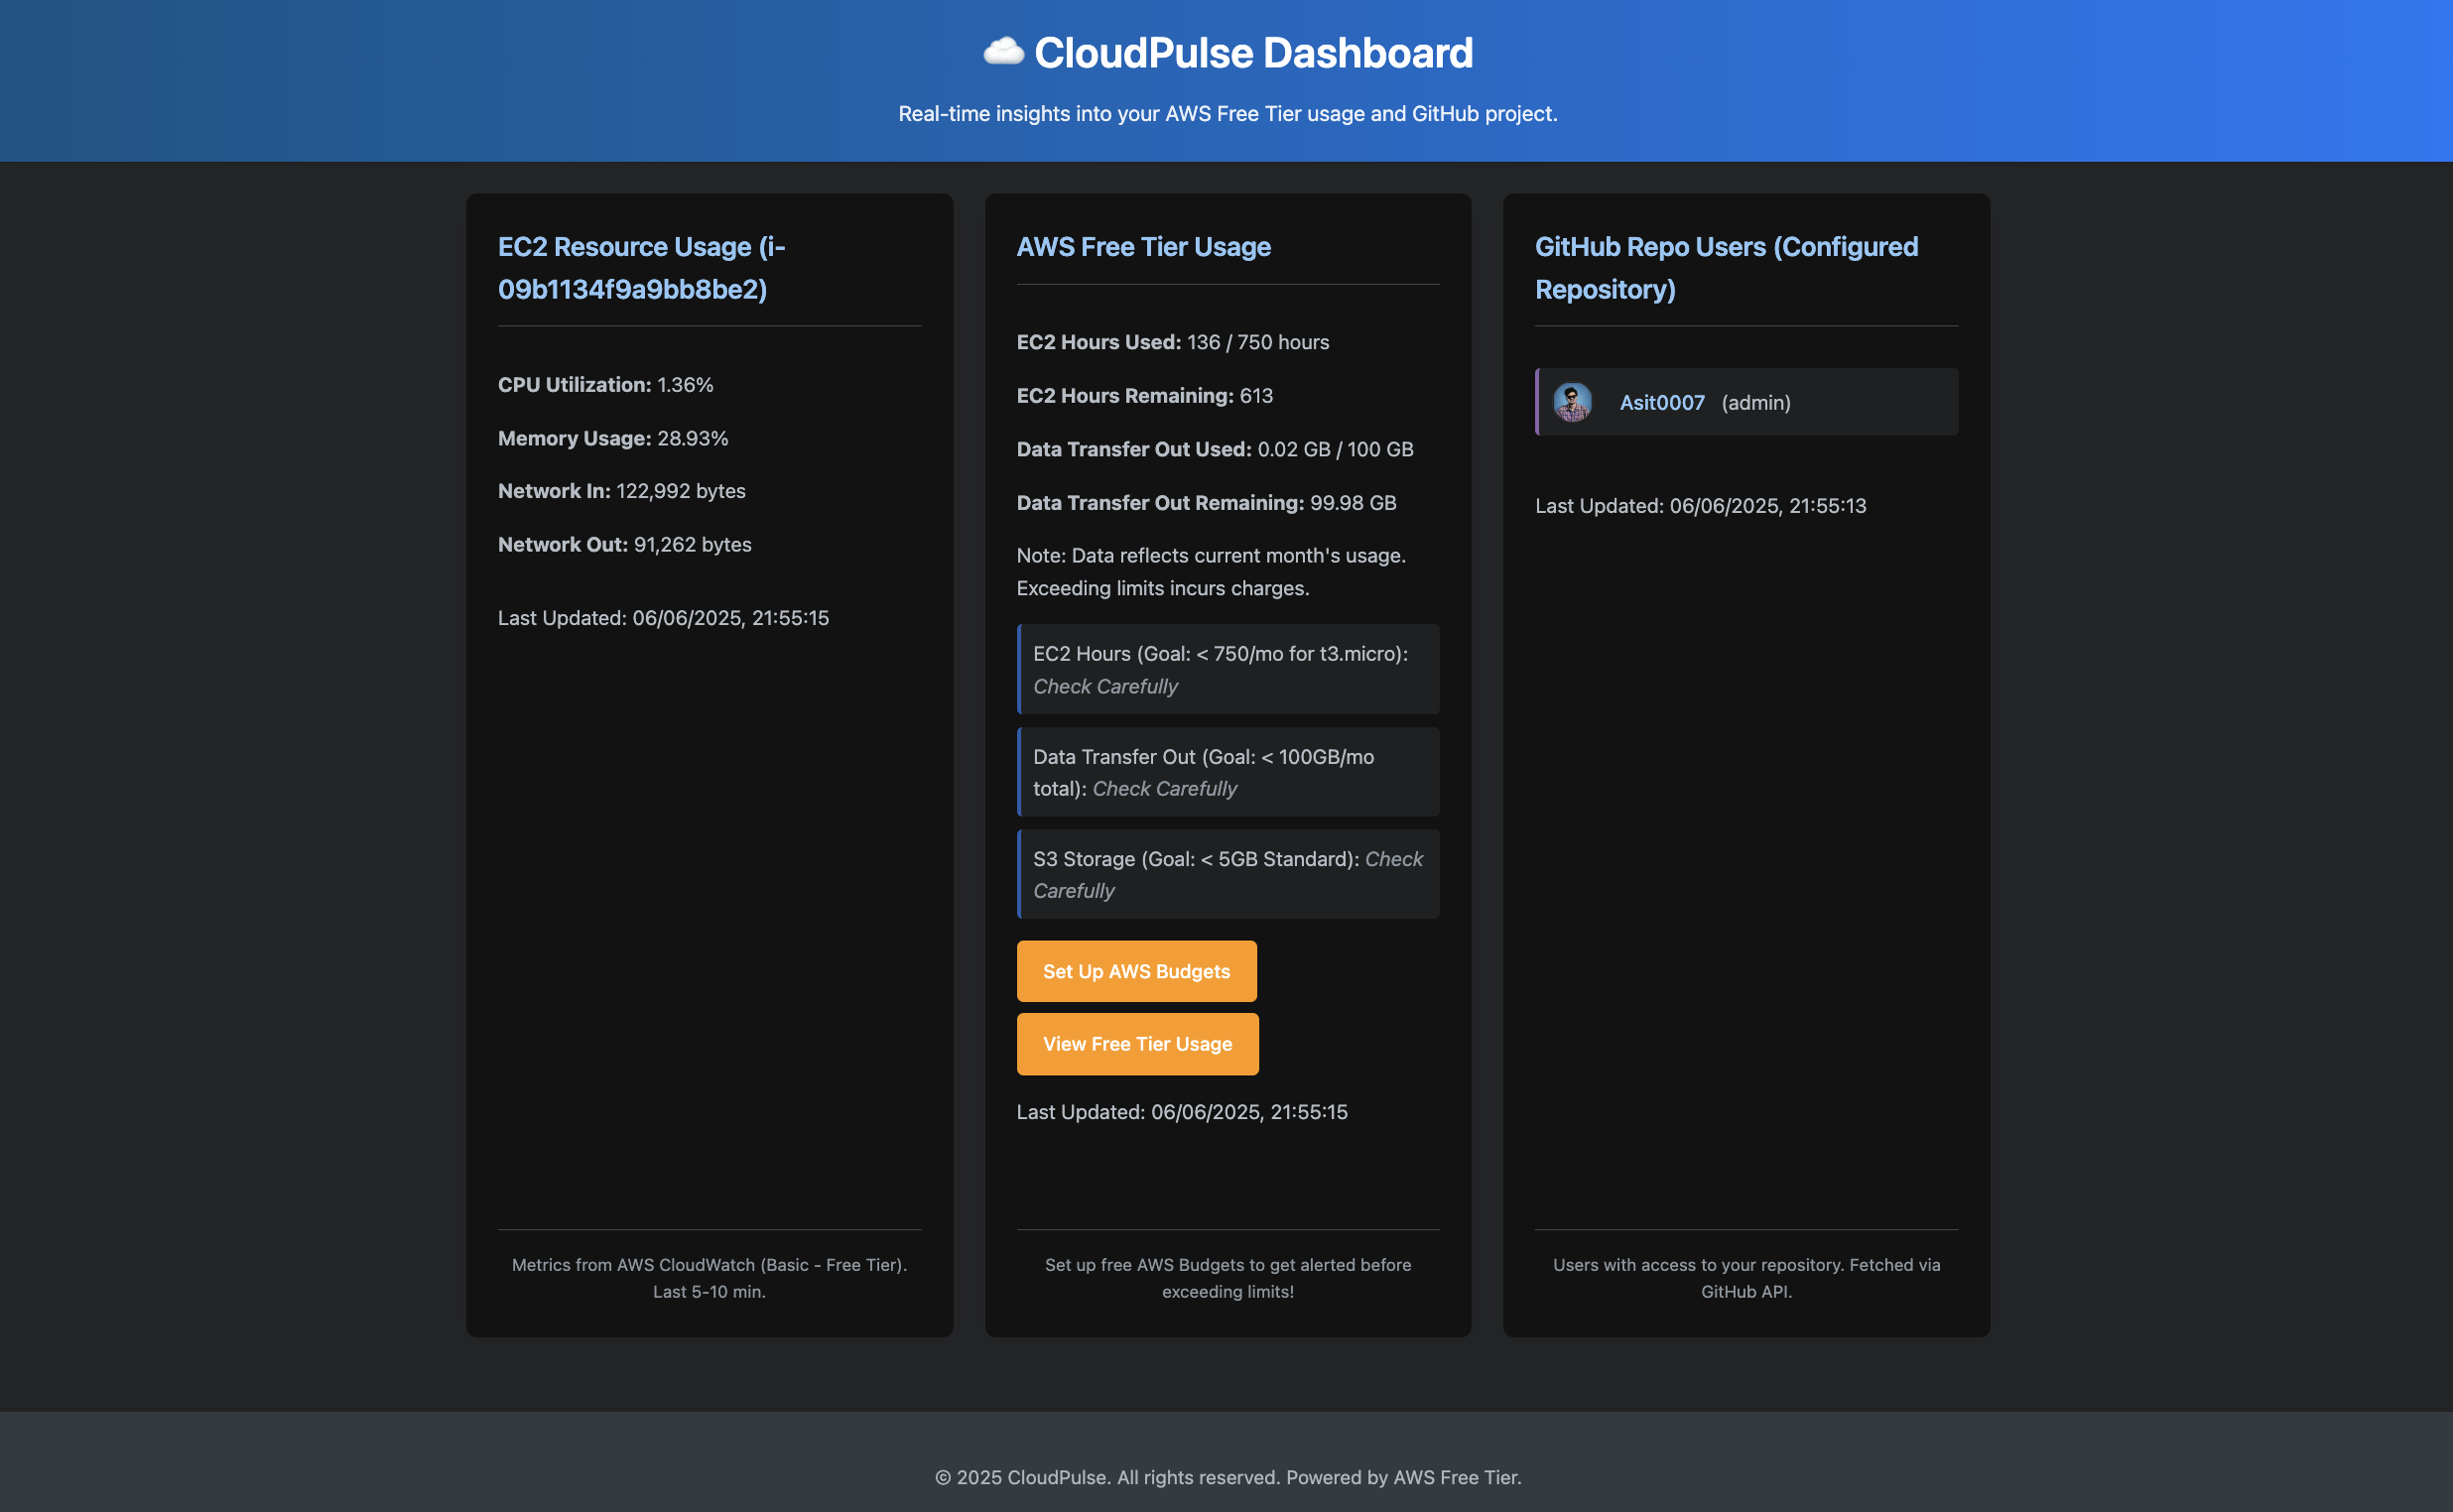 ☁️ CloudPulse Dashboard
Real-time insights into your AWS Free Tier usage and GitHub project.
EC2 Resource Usage (i-
09b1134f9a9bb8be2)
CPU Utilization: 1.36%
Memory Usage: 28.93%
Network In: 122,992 bytes
Network Out: 91,262 bytes
Last Updated: 06/06/2025, 21:55:15
Metrics from AWS CloudWatch (Basic - Free Tier).
Last 5-10 min.
AWS Free Tier Usage
EC2 Hours Used: 136 / 750 hours
EC2 Hours Remaining: 613
Data Transfer Out Used: 0.02 GB / 100 GB
Data Transfer Out Remaining: 99.98 GB
Note: Data reflects current month's usage.
Exceeding limits incurs charges.
EC2 Hours (Goal: < 750/mo for t3.micro):
Check Carefully
Data Transfer Out (Goal: < 100GB/mo
total): Check Carefully
S3 Storage (Goal: < 5GB Standard): Check
Carefully
Set Up AWS Budgets
View Free Tier Usage
Last Updated: 06/06/2025, 21:55:15
Set up free AWS Budgets to get alerted before
exceeding limits!
GitHub Repo Users (Configured
Repository)
Asit0007 (admin)
Last Updated: 06/06/2025, 21:55:13
Users with access to your repository. Fetched via
GitHub API.
© 2025 CloudPulse. All rights reserved. Powered by AWS Free Tier.